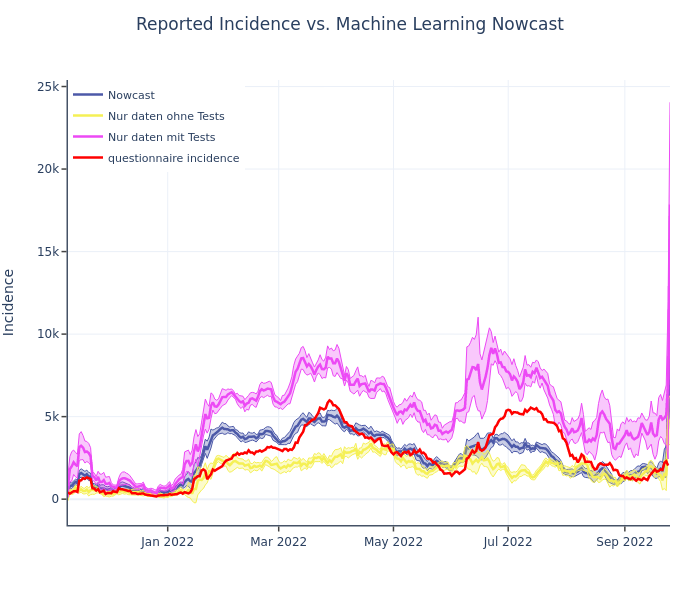 Reported Incidence vs. Machine Learning Nowcast
25k
20k
15k
10k
5k
0
Incidence
Nowcast
Nur daten ohne Tests
Nur daten mit Tests
questionnaire incidence
Jan 2022
Mar 2022
May 2022
Jul 2022
Sep 2022